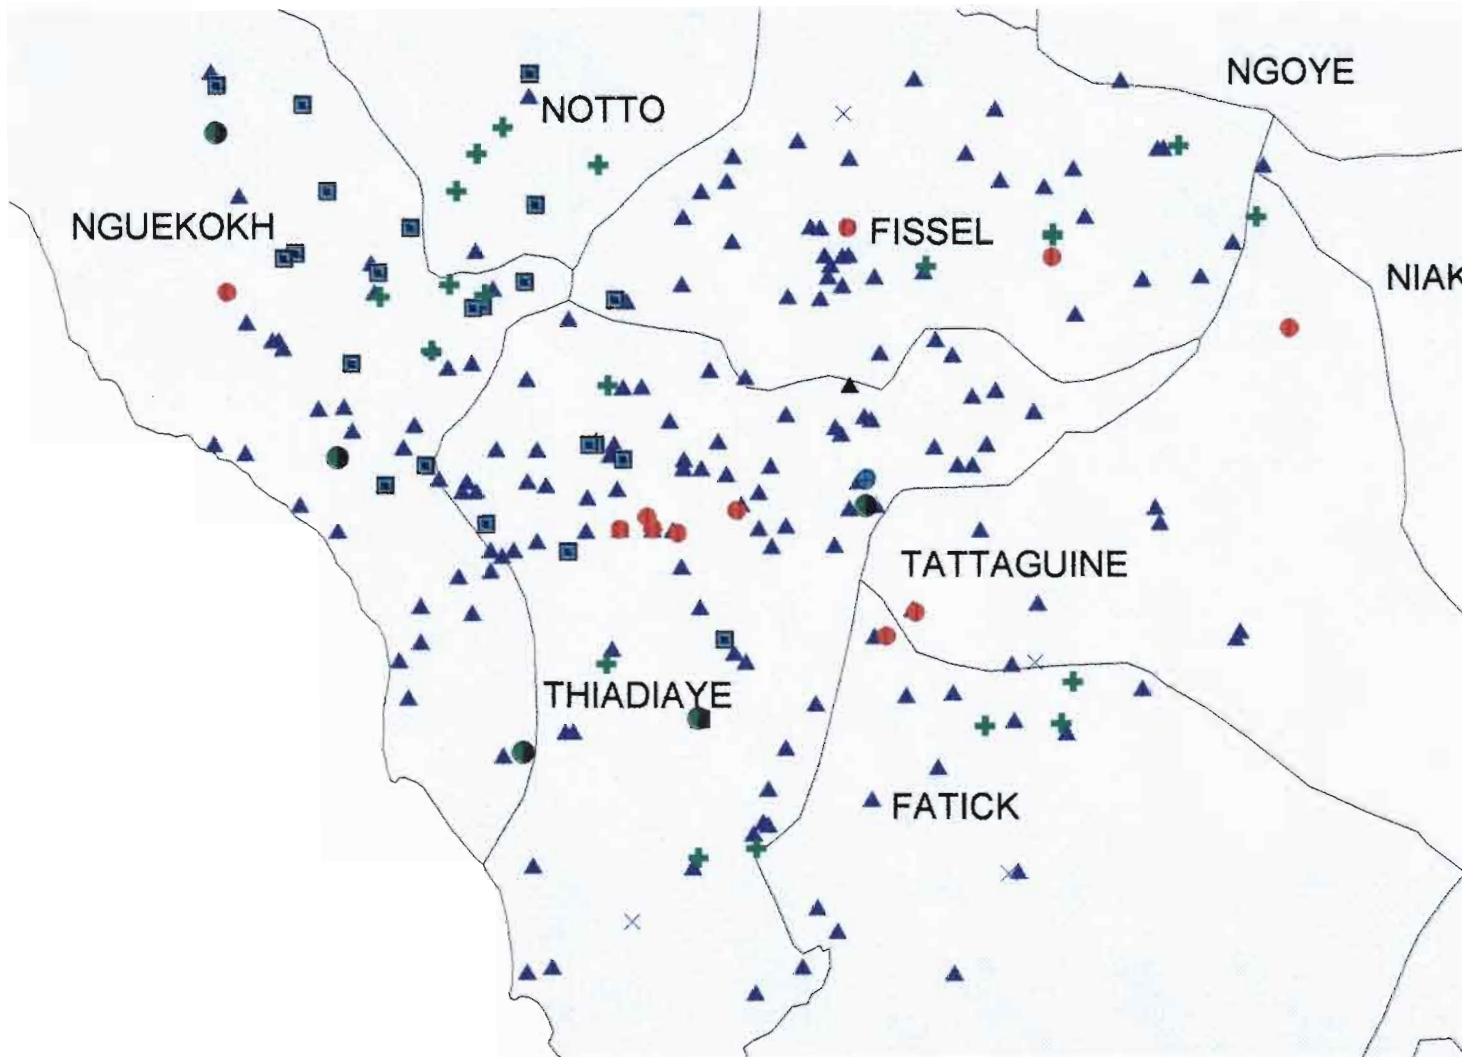 NGOYE
NOTTO
NGUEKOKH
FISSEL
NIAK
TATTAGUINE
THIADIAYE
FATICK